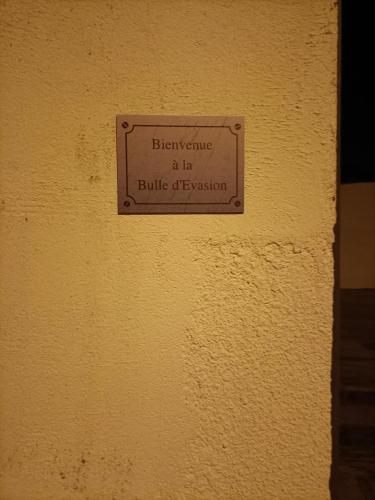 Bienvenue
à la
Bulle d'Evasion